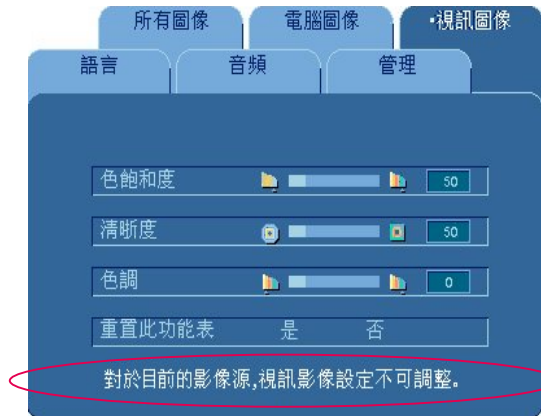 所有圖像 電腦圖像 •視訊圖像
語言 音頻 管理
色飽和度 50
清晰度 50
色調 0
重置此功能表 是 否
對於目前的影像源,視訊影像設定不可調整。